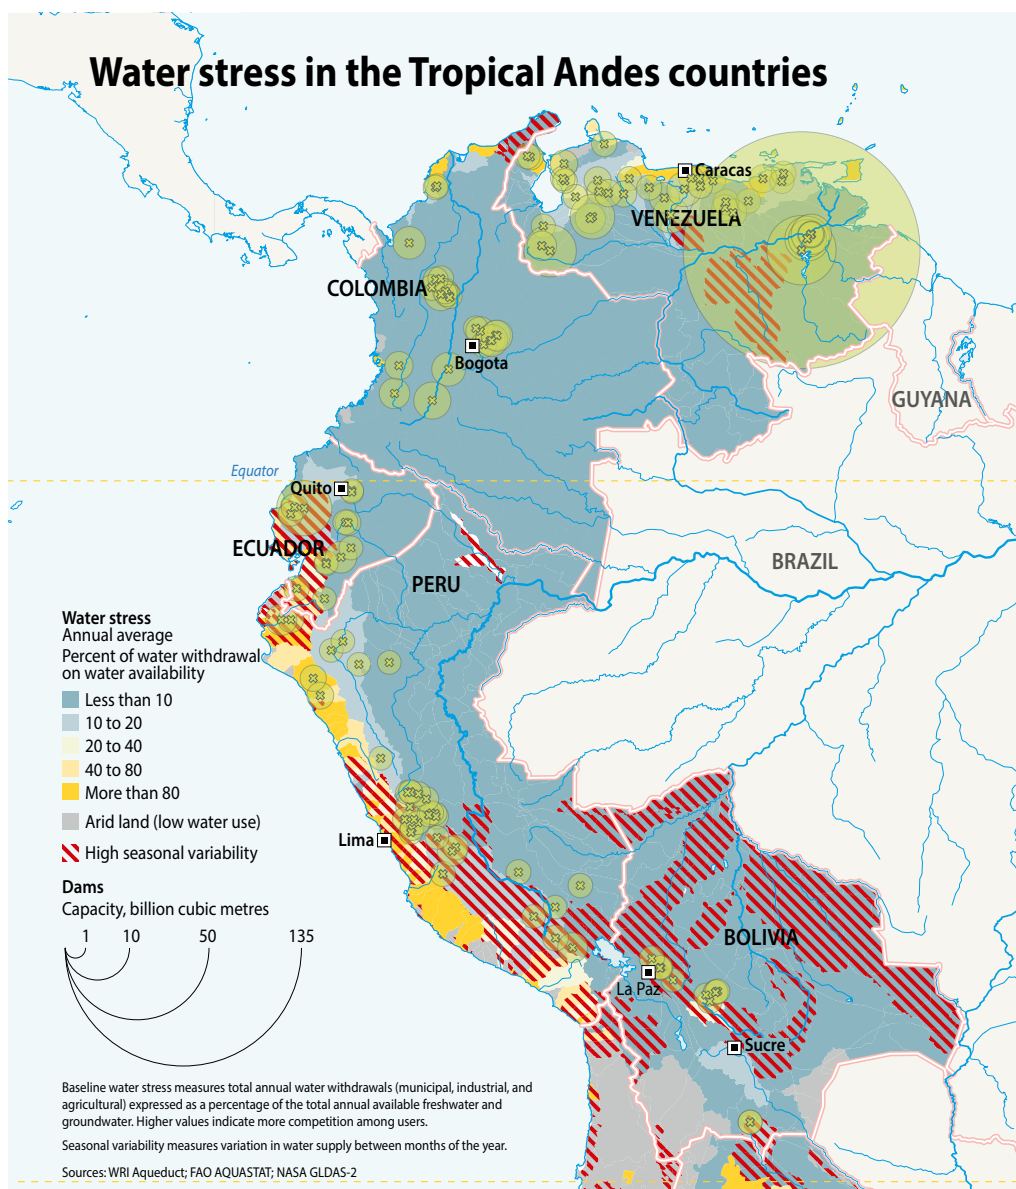 Water stress in the Tropical Andes countries
Caracas
VENEZUELA
COLOMBIA
Bogota
GUYANA
Equator
Quito
ECUADOR
BRAZIL
PERU
Water stress
Annual average
Percent of water withdrawal
on water availability
Less than 10
10 to 20
20 to 40
40 to 80
More than 80
Arid land (low water use)
High seasonal variability
Lima
Dams
Capacity, billion cubic metres
1 10 50 135
BOLIVIA
La Paz
Sucre
Baseline water stress measures total annual water withdrawals (municipal, industrial, and
agricultural) expressed as a percentage of the total annual available freshwater and
groundwater. Higher values indicate more competition among users.
Seasonal variability measures variation in water supply between months of the year.
Sources: WRI Aqueduct; FAO AQUASTAT; NASA GLDAS-2